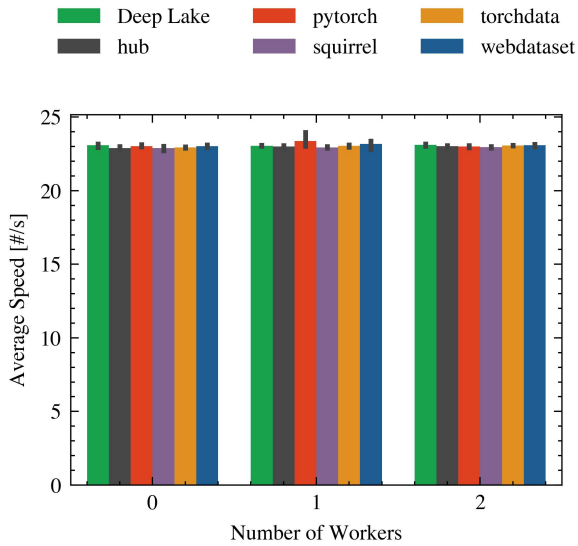 Deep Lake pytorch torchdata
hub squirrel webdataset
25
20
15
10
5
0
Average Speed [#/s]
0 1 2
Number of Workers